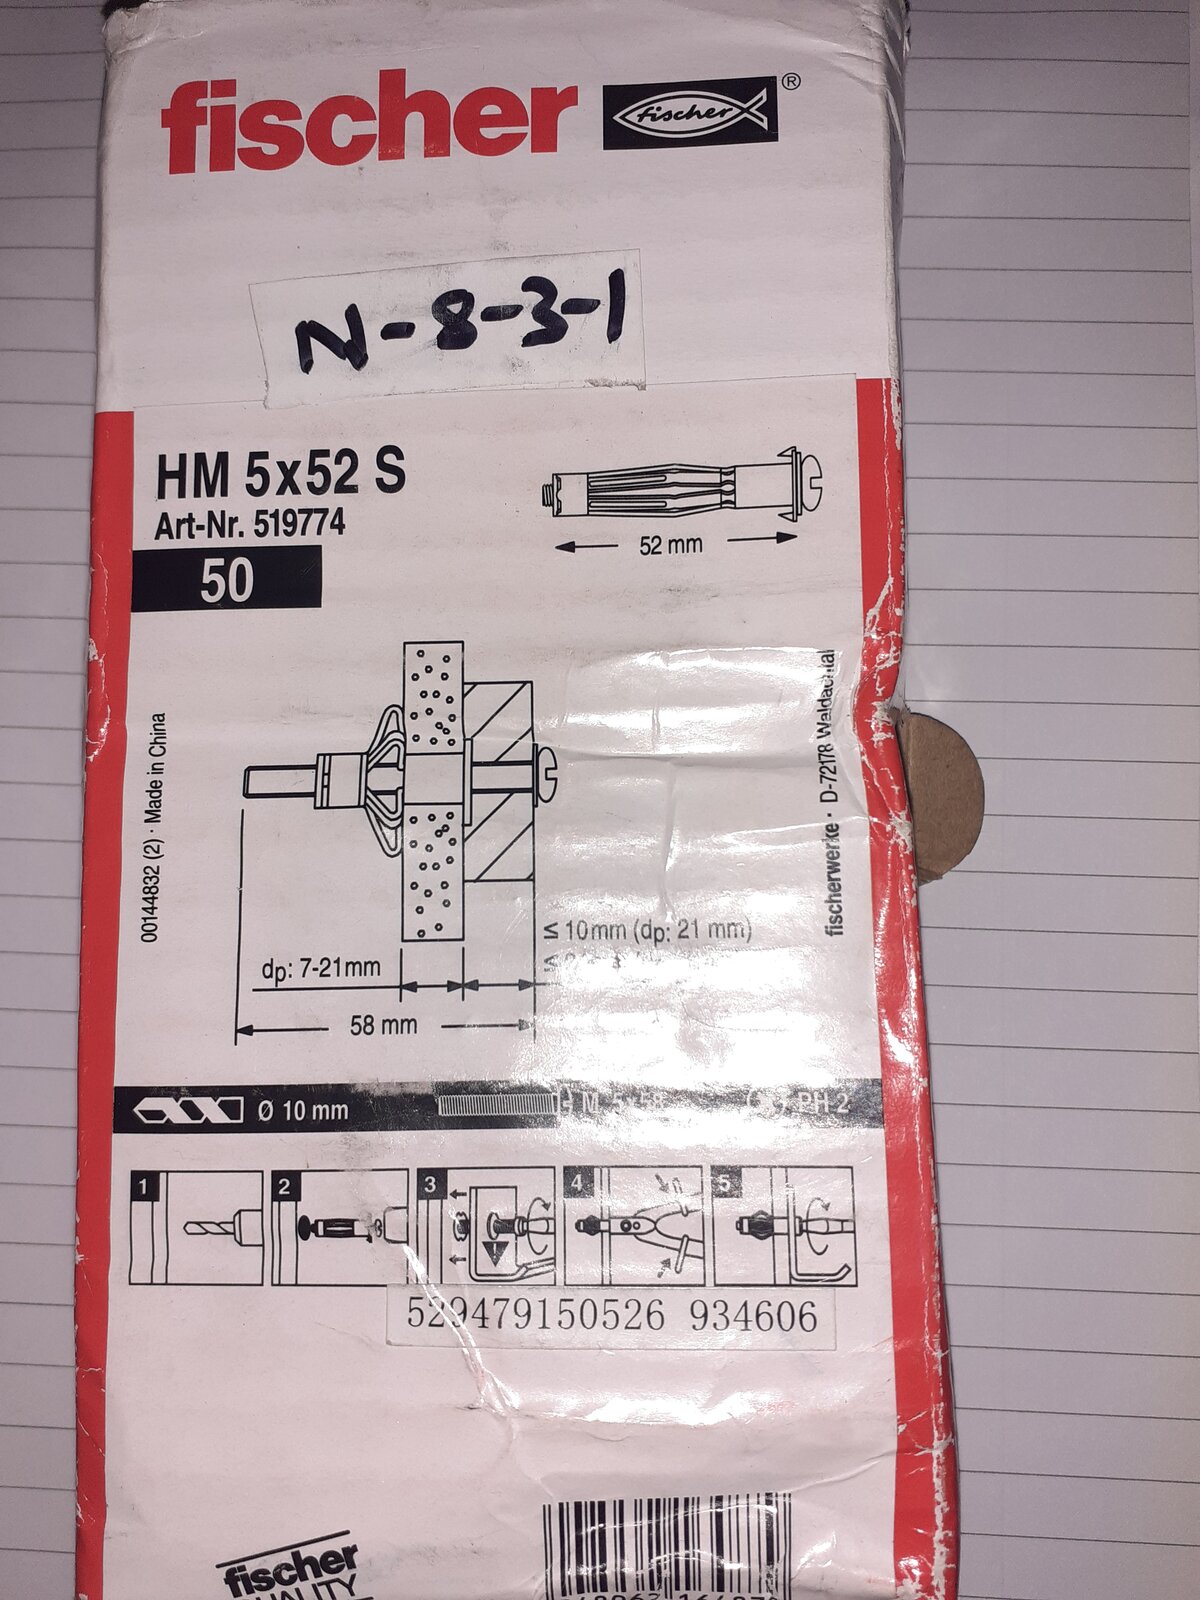 fischer fischer ®
N-8-3-1
HM 5x52 S
Art-Nr. 519774
50
52 mm
00144832 (2) · Made in China
fischerwerke · D-72178 Waldachtal
≤ 10mm (dp: 21 mm)
dp: 7-21mm
58 mm
Ø 10 mm M 5x58 PH 2
1 2 3 4 5
529479150526 934606
fischer